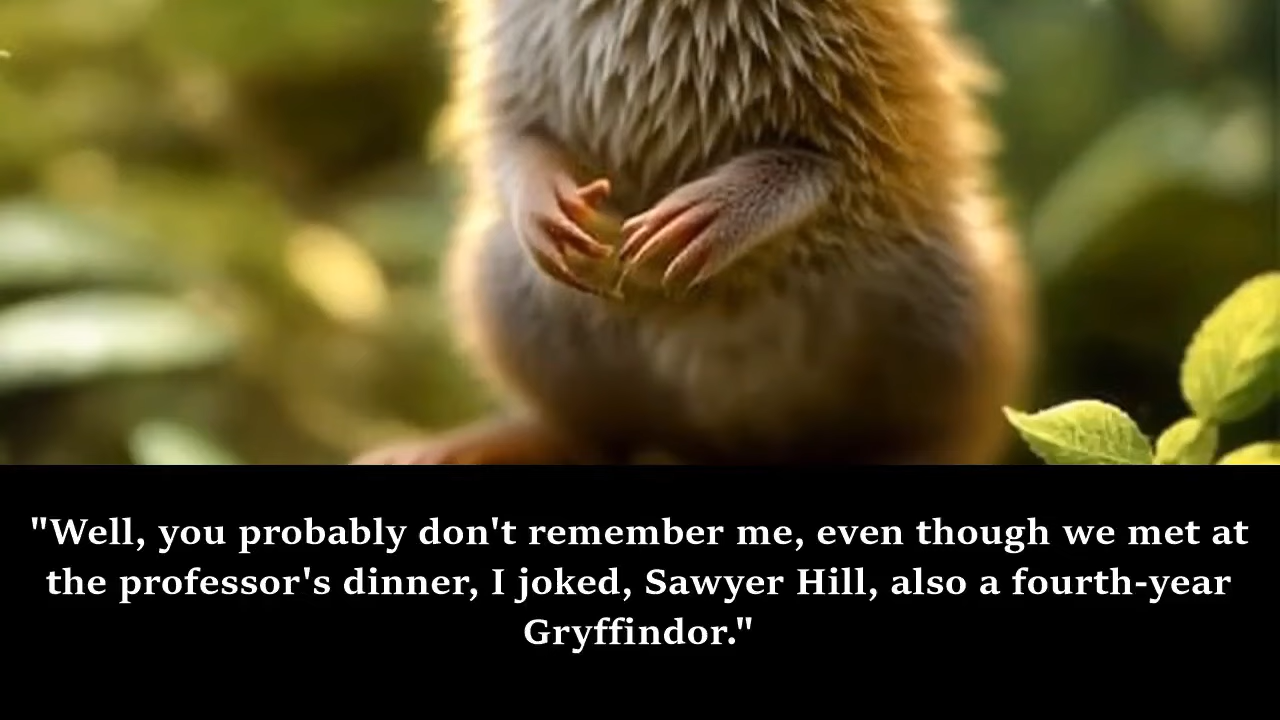 "Well, you probably don't remember me, even though we met at
the professor's dinner, I joked, Sawyer Hill, also a fourth-year
Gryffindor."